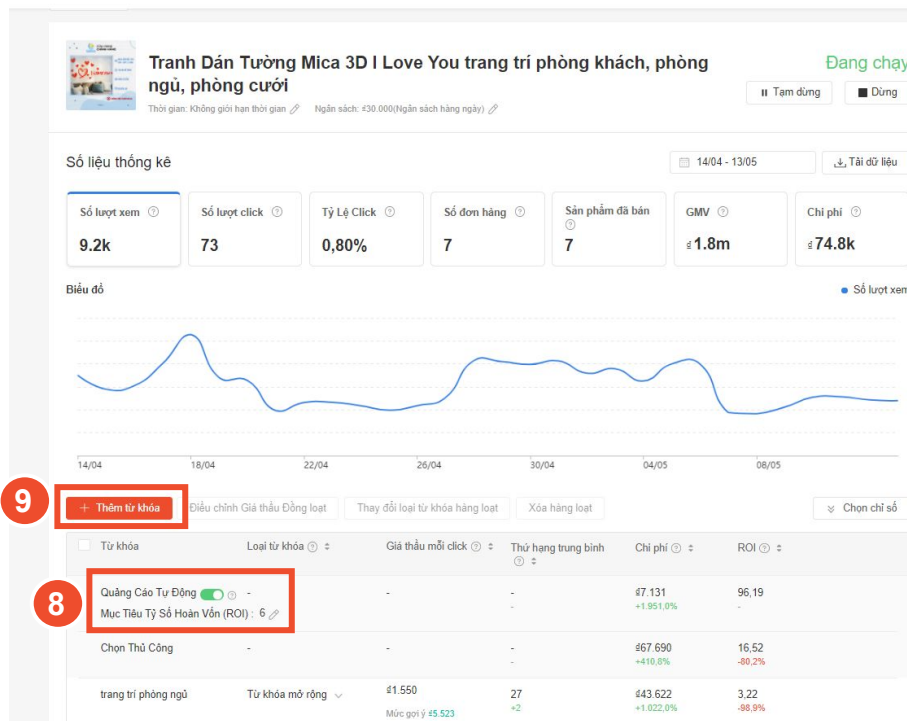 Tranh Dán Tường Mica 3D I Love You trang trí phòng khách, phòng
ngủ, phòng cưới
Đang chạy
Thời gian: Không giới hạn thời gian
Ngân sách: ₫30.000(Ngân sách hàng ngày)
Tạm dừng
Dừng
Số liệu thống kê
14/04 - 13/05
Tải dữ liệu
Số lượt xem
9.2k
Số lượt click
73
Tỷ Lệ Click
0,80%
Số đơn hàng
7
Sản phẩm đã bán
7
GMV
₫1.8m
Chi phí
₫74.8k
Biểu đồ
Số lượt xem
14/04 18/04 22/04 26/04 30/04 04/05 08/05
9
+ Thêm từ khóa
Điều chỉnh Giá thầu Đồng loạt
Thay đổi loại từ khóa hàng loạt
Xóa hàng loạt
Chọn chỉ số
Từ khóa
Loại từ khóa
Giá thầu mỗi click
Thứ hạng trung bình
Chi phí
ROI
8
Quảng Cáo Tự Động
- - - ₫7.131 96,19
Mục Tiêu Tỷ Số Hoàn Vốn (ROI) : 6
- +1.951,0% -
Chọn Thủ Công - - - ₫67.690 16,52
- +410,8% -80,2%
trang trí phòng ngủ Từ khóa mở rộng ₫1.550 27 ₫43.622 3,22
Mức gợi ý ₫5.523 +2 +1.022,0% -98,9%